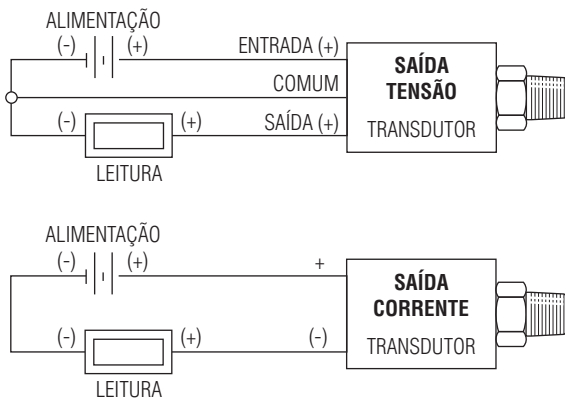 ALIMENTAÇÃO
(-) (+) ENTRADA (+)
COMUM
(-) (+) SAÍDA (+)
LEITURA
SAÍDA
TENSÃO
TRANSDUTOR
ALIMENTAÇÃO
(-) (+) +
(-) (+) (-)
LEITURA
SAÍDA
CORRENTE
TRANSDUTOR